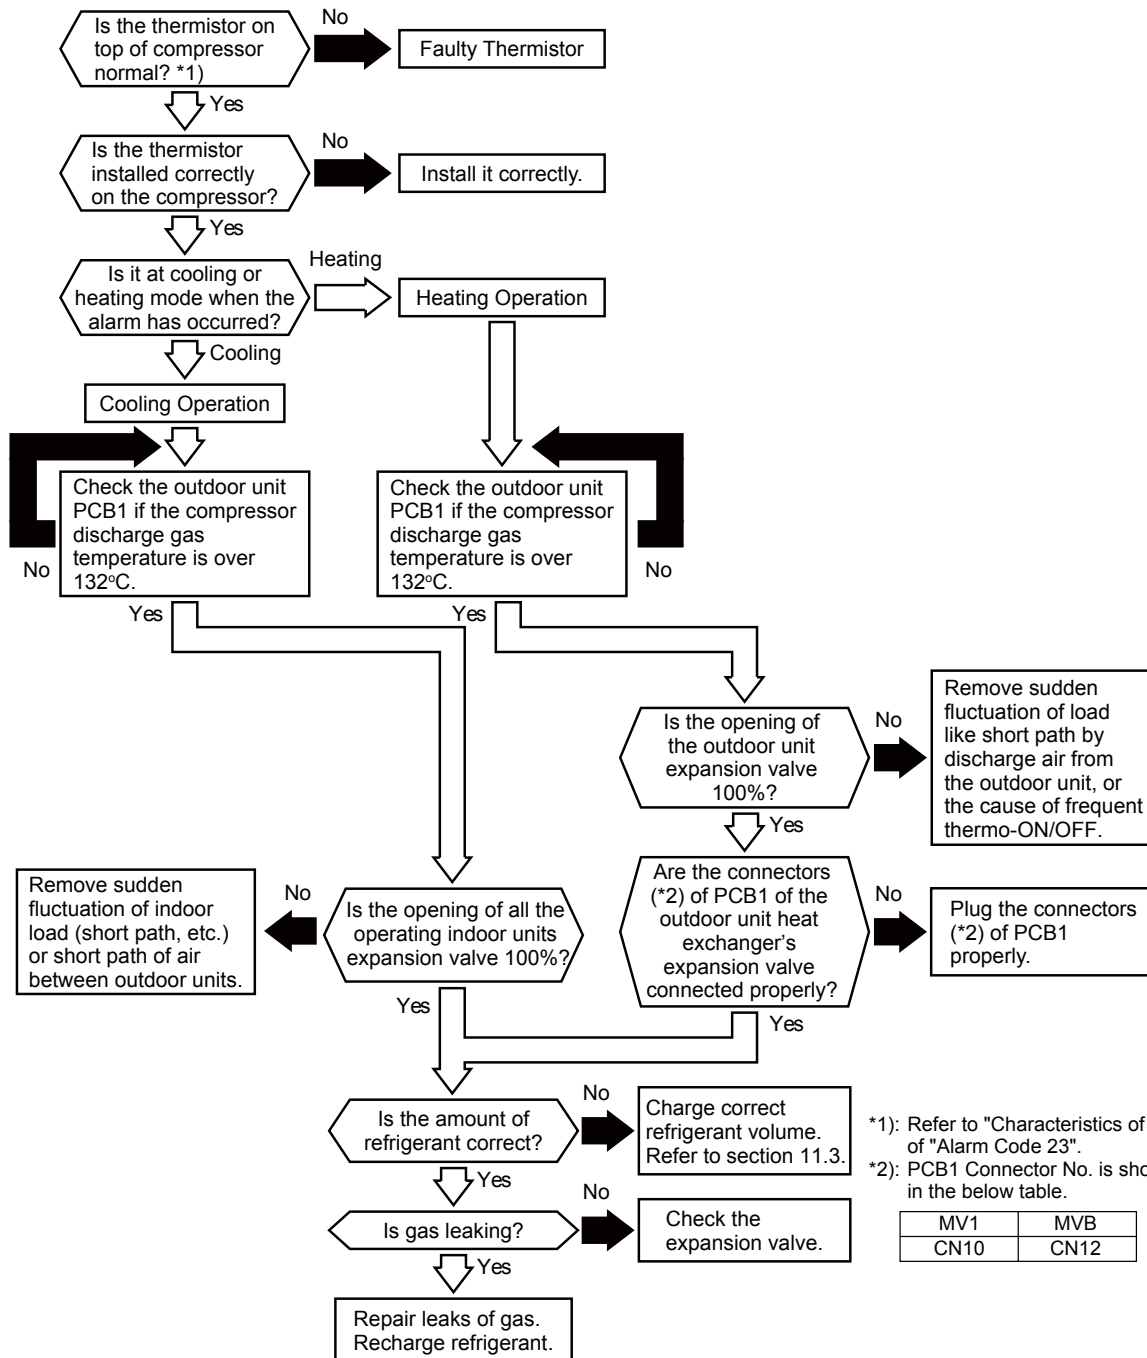 Is the thermistor on
top of compressor
normal? *1)
No
Faulty Thermistor
Yes
Is the thermistor
installed correctly
on the compressor?
No
Install it correctly.
Yes
Is it at cooling or
heating mode when the
alarm has occurred?
Heating
Heating Operation
Cooling
Cooling Operation
Check the outdoor unit
PCB1 if the compressor
discharge gas
temperature is over
132°C.
No
Yes
Check the outdoor unit
PCB1 if the compressor
discharge gas
temperature is over
132°C.
No
Yes
Is the opening of
the outdoor unit
expansion valve
100%?
No
Remove sudden
fluctuation of load
like short path by
discharge air from
the outdoor unit, or
the cause of frequent
thermo-ON/OFF.
Yes
Remove sudden
fluctuation of indoor
load (short path, etc.)
or short path of air
between outdoor units.
No
Is the opening of all the
operating indoor units
expansion valve 100%?
Yes
Are the connectors
(*2) of PCB1 of the
outdoor unit heat
exchanger's
expansion valve
connected properly?
No
Plug the connectors
(*2) of PCB1
properly.
Yes
Is the amount of
refrigerant correct?
No
Charge correct
refrigerant volume.
Refer to section 11.3.
Yes
Is gas leaking?
No
Check the
expansion valve.
Yes
Repair leaks of gas.
Recharge refrigerant.
*1): Refer to "Characteristics of
of "Alarm Code 23".
*2): PCB1 Connector No. is
in the below table.
MV1 MVB
CN10 CN12